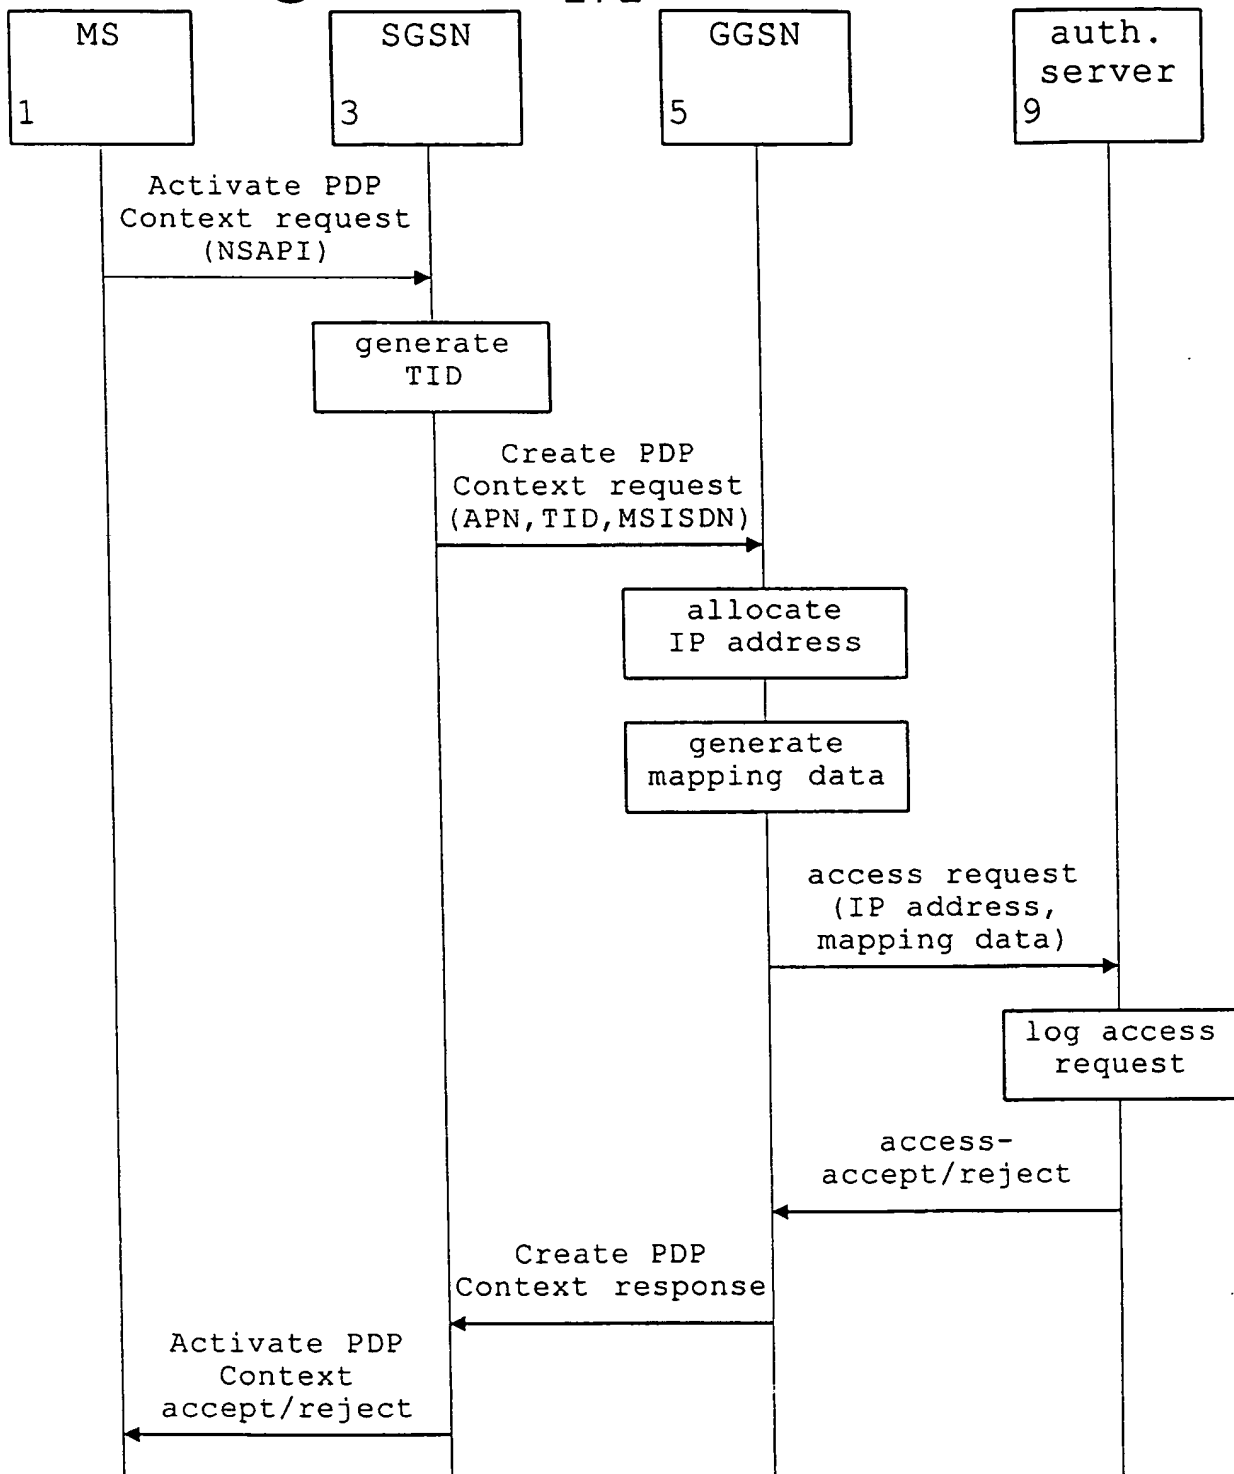 MS
1
SGSN
3
GGSN
5
auth.
server
9
Activate PDP
Context request
(NSAPI)
generate
TID
Create PDP
Context request
(APN,TID,MSISDN)
allocate
IP address
generate
mapping data
access request
(IP address,
mapping data)
log access
request
access-
accept/reject
Create PDP
Context response
Activate PDP
Context
accept/reject